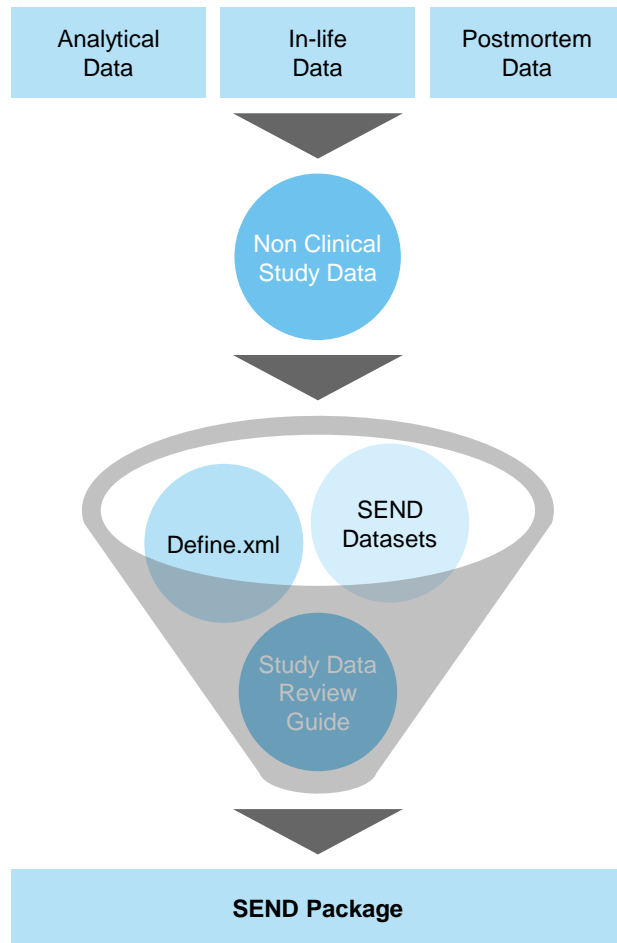 Analytical
Data
In-life
Data
Postmortem
Data
Non Clinical
Study Data
Define.xml
SEND
Datasets
Study Data
Review
Guide
SEND Package